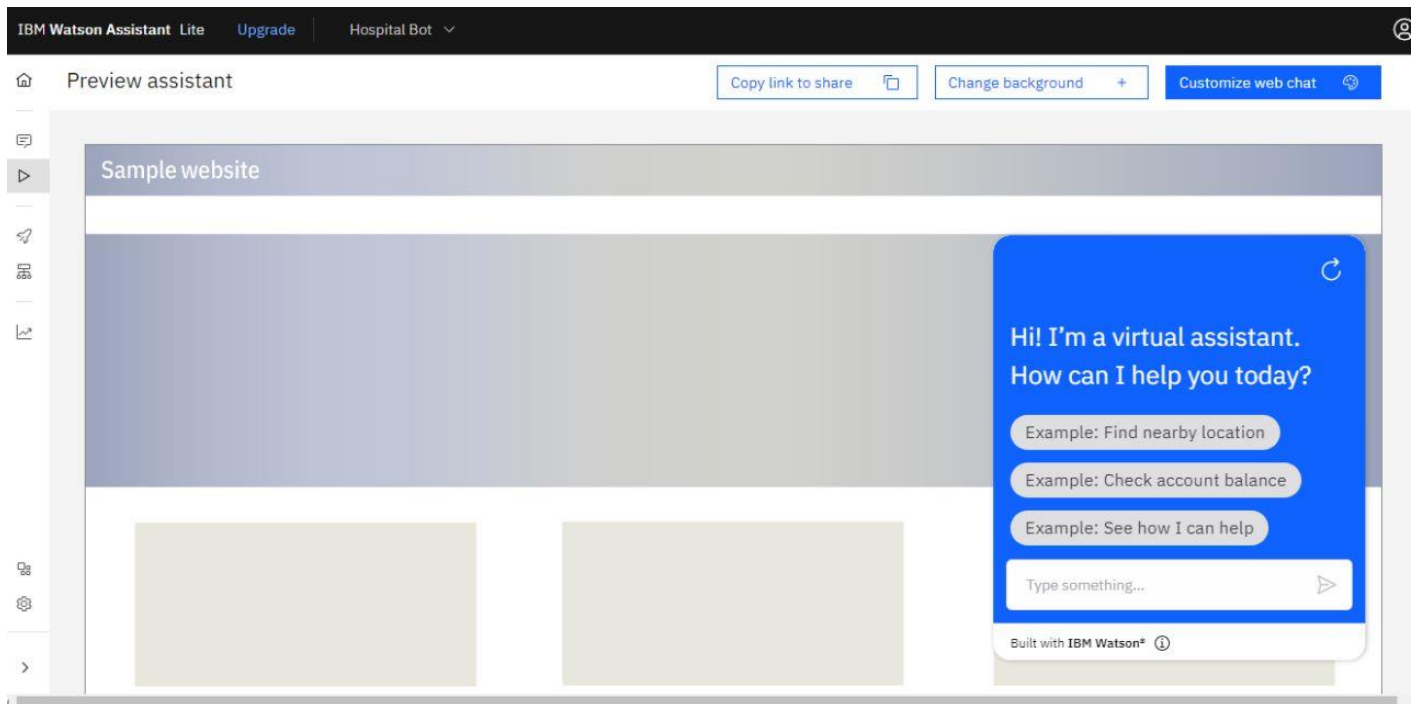 IBM Watson Assistant Lite Upgrade Hospital Bot
Preview assistant
Copy link to share
Change background +
Customize web chat
Sample website
Hi! I'm a virtual assistant.
How can I help you today?
Example: Find nearby location
Example: Check account balance
Example: See how I can help
Type something...
Built with IBM Watson®